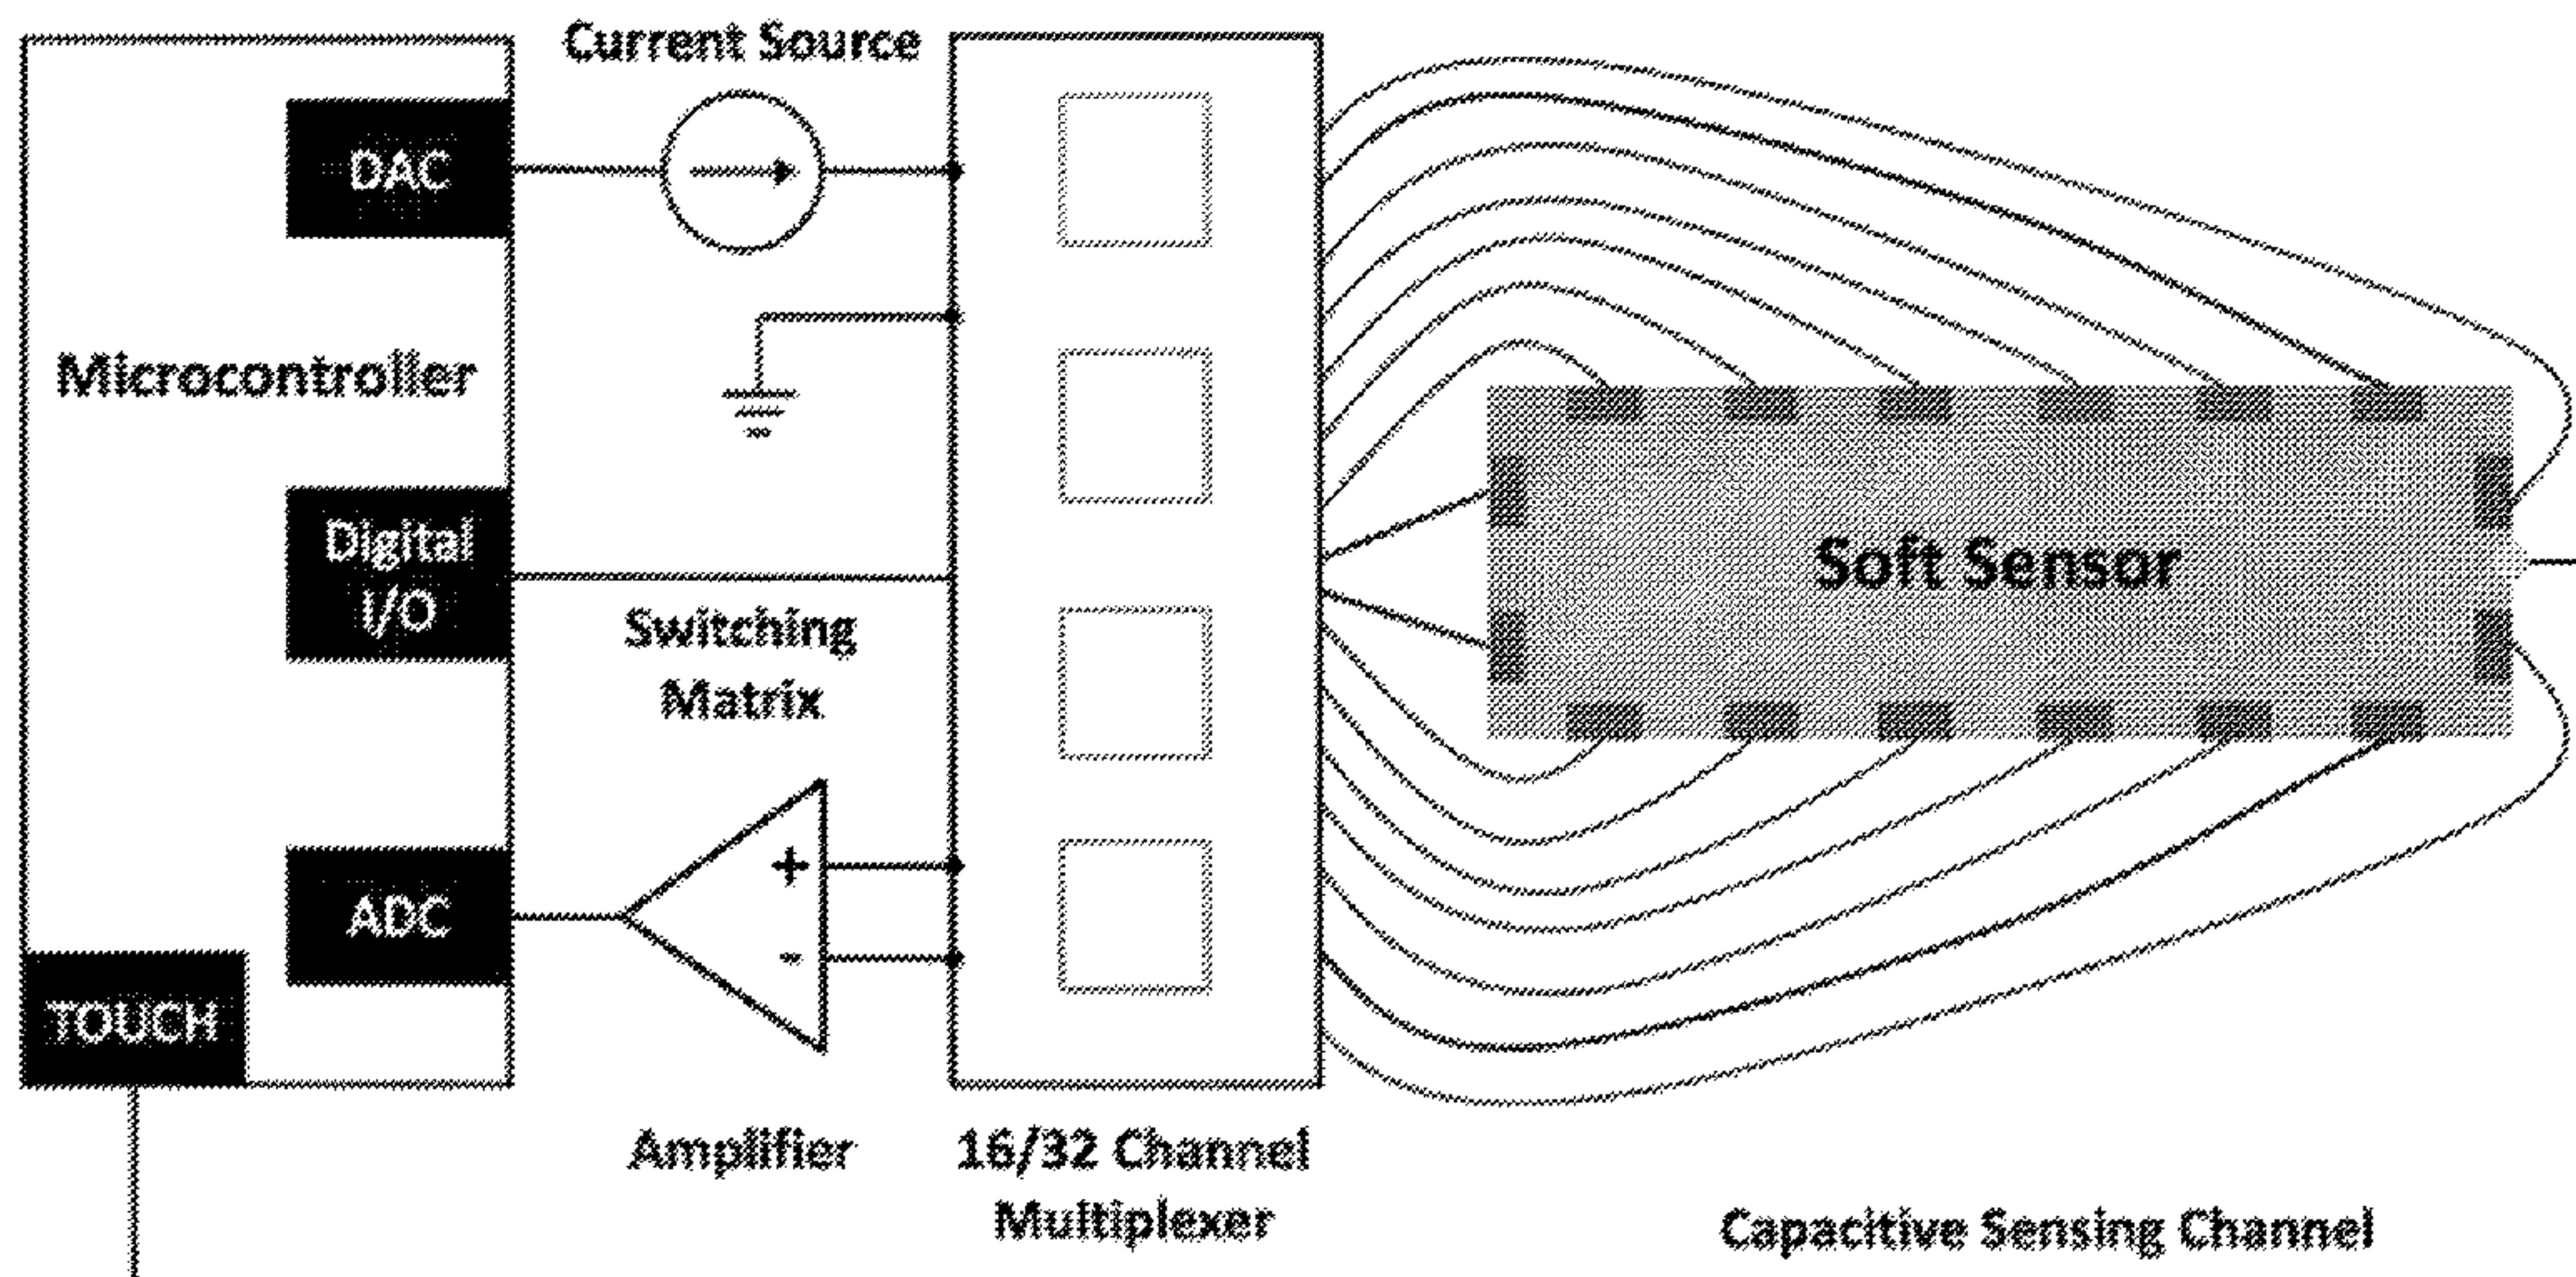 Current Source
DAC
Microcontroller
Digital
I/O
Switching
Matrix
Soft Sensor
+
ADC
-
TOUCH
Amplifier
16/32 Channel
Multiplexer
Capacitive Sensing Channel